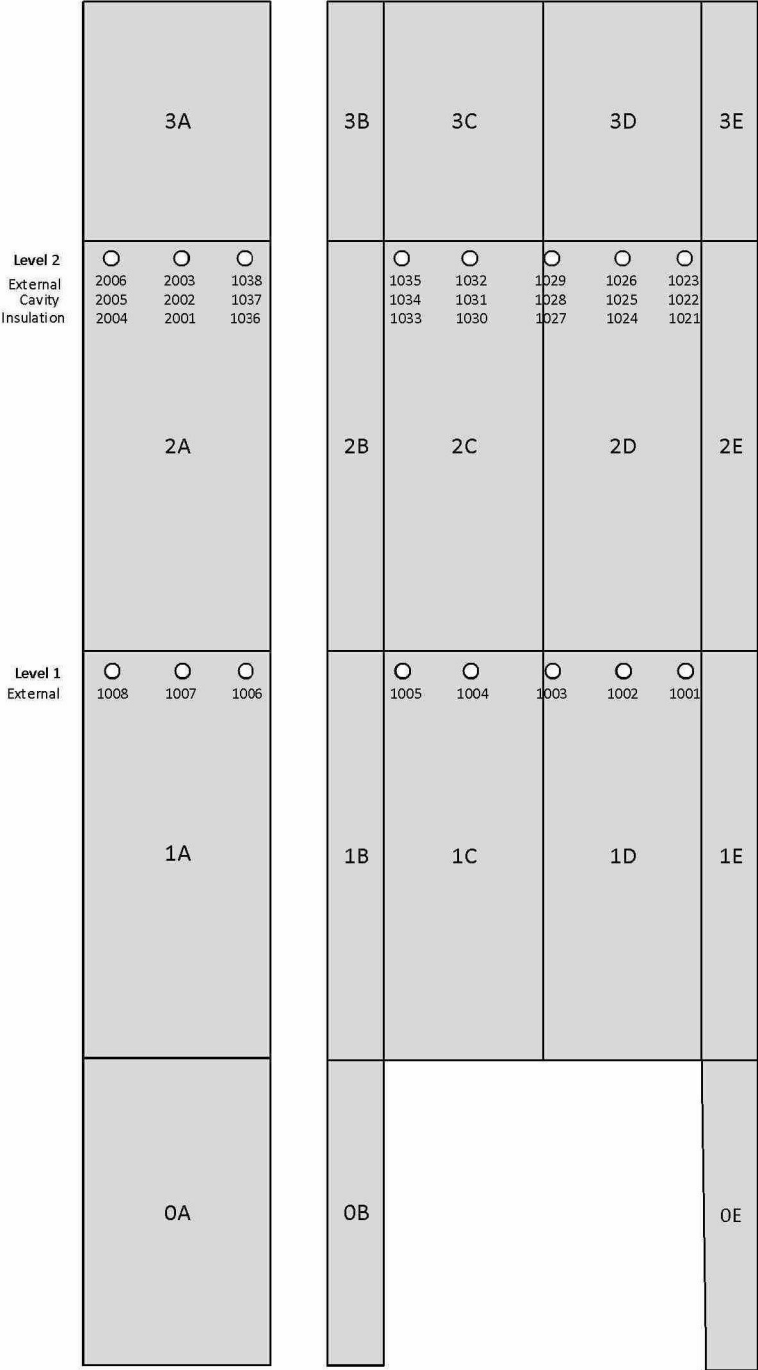 3A 3B 3C 3D 3E
Level 2
External 2006 2003 1038 1035 1032 1029 1026 1023
Cavity 2005 2002 1037 1034 1031 1028 1025 1022
Insulation 2004 2001 1036 1033 1030 1027 1024 1021
2A 2B 2C 2D 2E
Level 1
External 1008 1007 1006 1005 1004 1003 1002 1001
1A 1B 1C 1D 1E
0A 0B 0E